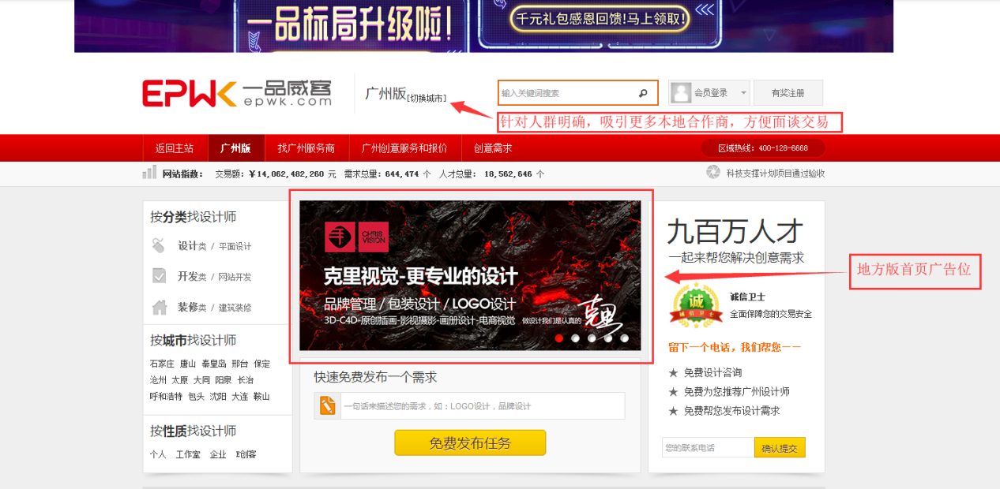 一品标局升级啦!
千元礼包感恩回馈!马上领取!
EPWK 一品威客
epwk.com
广州版[切换城市]
输入关键词搜索
会员登录
有奖注册
针对人群明确，吸引更多本地合作商，方便面谈交易
返回主站 广州版 找广州服务商 广州创意服务和报价 创意需求
区域热线：400-128-6668
网站指数： 交易额：￥14,062,482,260 元 需求总量：644,474 个 人才总量： 18,562,646 个
科技支撑计划项目通过验收
按分类找设计师
设计类 / 平面设计
开发类 / 网站开发
装修类 / 建筑装修
按城市找设计师
石家庄 唐山 秦皇岛 邢台 保定
沧州 太原 大同 阳泉 长治
呼和浩特 包头 沈阳 大连 鞍山
按性质找设计师
个人 工作室 企业 E创客
CHRIS
VISION
克里视觉-更专业的设计
品牌管理 / 包装设计 / LOGO设计
3D-C4D-原创插画-影视摄影-画册设计-电商视觉
做设计我们是认真的
克里
快速免费发布一个需求
一句话来描述您的需求，如：LOGO设计，品牌设计
免费发布任务
九百万人才
一起来帮您解决创意需求
诚
诚信卫士
诚信卫士
全面保障您的交易安全
留下一个电话，我们帮您——
★ 免费设计咨询
★ 免费为您推荐广州设计师
★ 免费帮您发布设计需求
您的联系电话
确认提交
地方版首页广告位